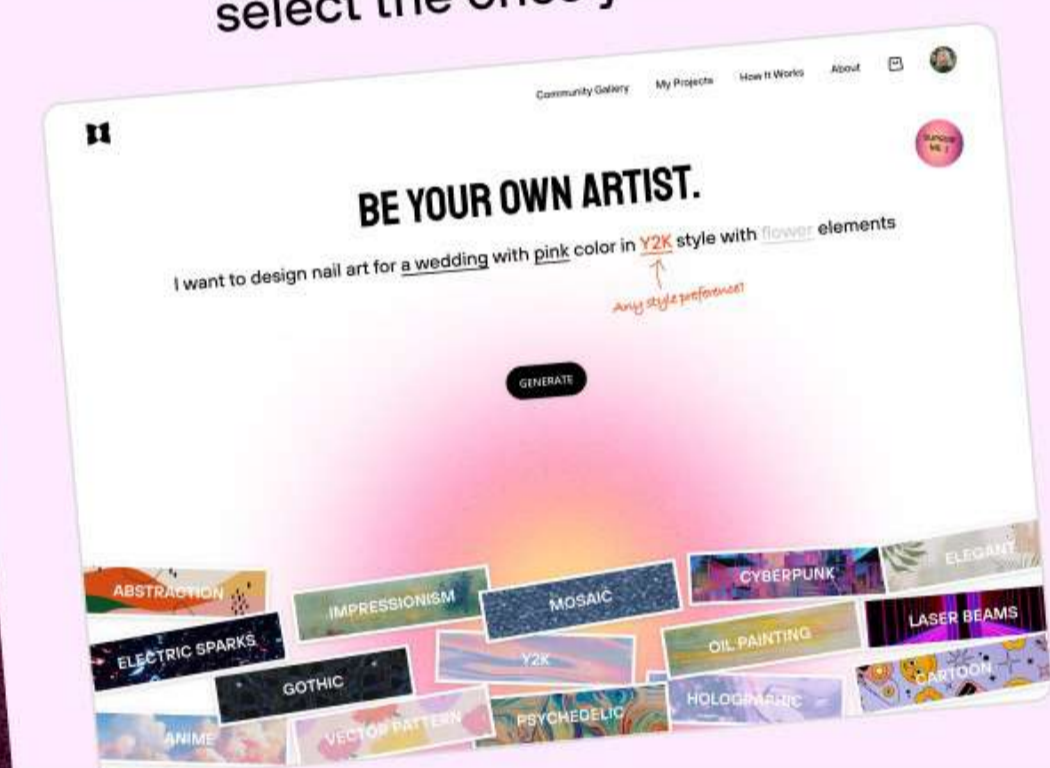 select the ones
Community Gallery My Projects How It Works About
SURPRISE
ME !
BE YOUR OWN ARTIST.
I want to design nail art for a wedding with pink color in Y2K style with flower elements
Any style preference?
GENERATE
ABSTRACTION
IMPRESSIONISM
MOSAIC
CYBERPUNK
ELEGANT
ELECTRIC SPARKS
GOTHIC
Y2K
OIL PAINTING
LASER BEAMS
ANIME
VECTOR PATTERN
PSYCHEDELIC
HOLOGRAPHIC
CARTOON